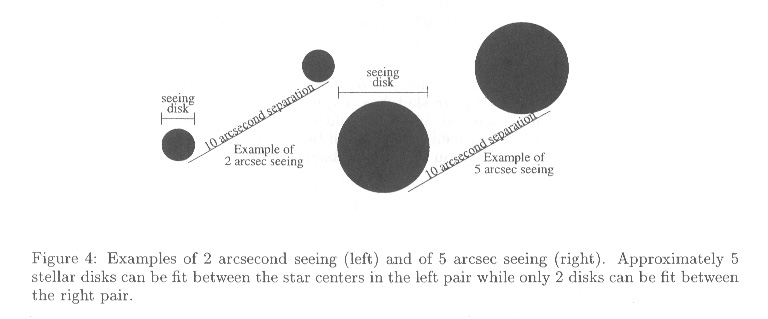 seeing
disk
10 arcsecond separation
Example of
2 arcsec seeing
seeing
disk
10 arcsecond separation
Example of
5 arcsec seeing
Figure 4: Examples of 2 arcsecond seeing (left) and of 5 arcsec seeing (right). Approximately 5
stellar disks can be fit between the star centers in the left pair while only 2 disks can be fit between
the right pair.